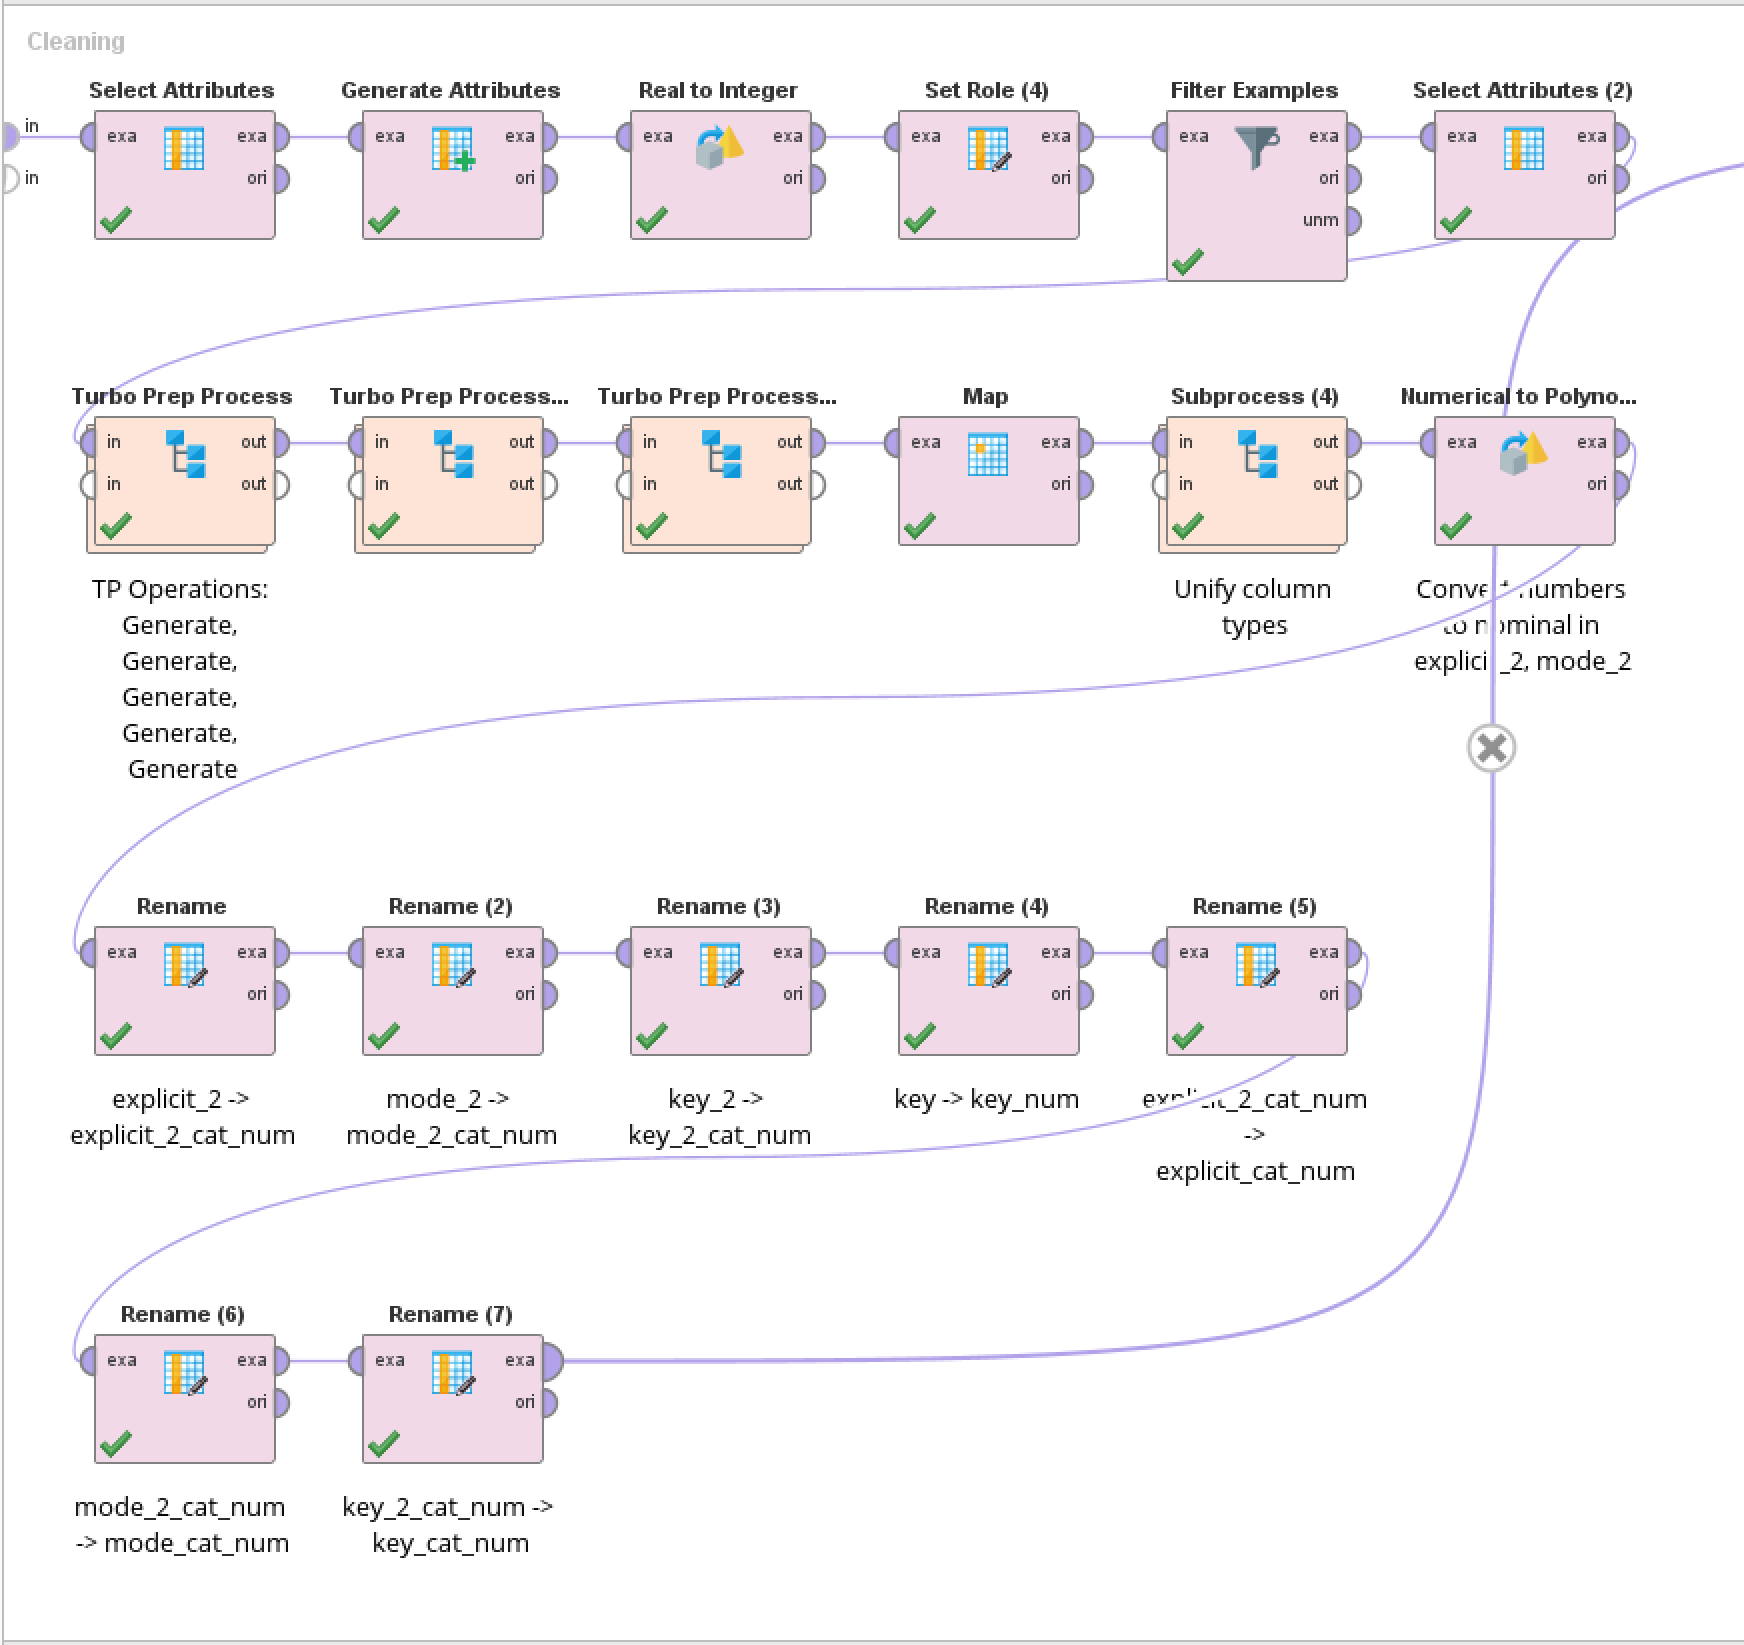 Cleaning
Select Attributes
Generate Attributes
Real to Integer
Set Role (4)
Filter Examples
Select Attributes (2)
in
exa
exa
exa
exa
exa
exa
exa
exa
exa
exa
exa
exa
in
ori
ori
ori
ori
ori
ori
unm
Turbo Prep Process
Turbo Prep Process...
Turbo Prep Process...
Map
Subprocess (4)
Numerical to Polyno...
in
out
in
out
in
out
exa
exa
in
out
exa
exa
in
out
in
out
in
out
ori
in
out
ori
TP Operations:
Generate,
Generate,
Generate,
Generate,
Generate
Unify column
types
Convert numbers
to nominal in
explicit_2, mode_2
Rename
Rename (2)
Rename (3)
Rename (4)
Rename (5)
exa
exa
exa
exa
exa
exa
exa
exa
exa
exa
ori
ori
ori
ori
ori
explicit_2 ->
explicit_2_cat_num
mode_2 ->
mode_2_cat_num
key_2 ->
key_2_cat_num
key -> key_num
explicit_2_cat_num
->
explicit_cat_num
Rename (6)
Rename (7)
exa
exa
exa
exa
ori
ori
mode_2_cat_num
-> mode_cat_num
key_2_cat_num ->
key_cat_num